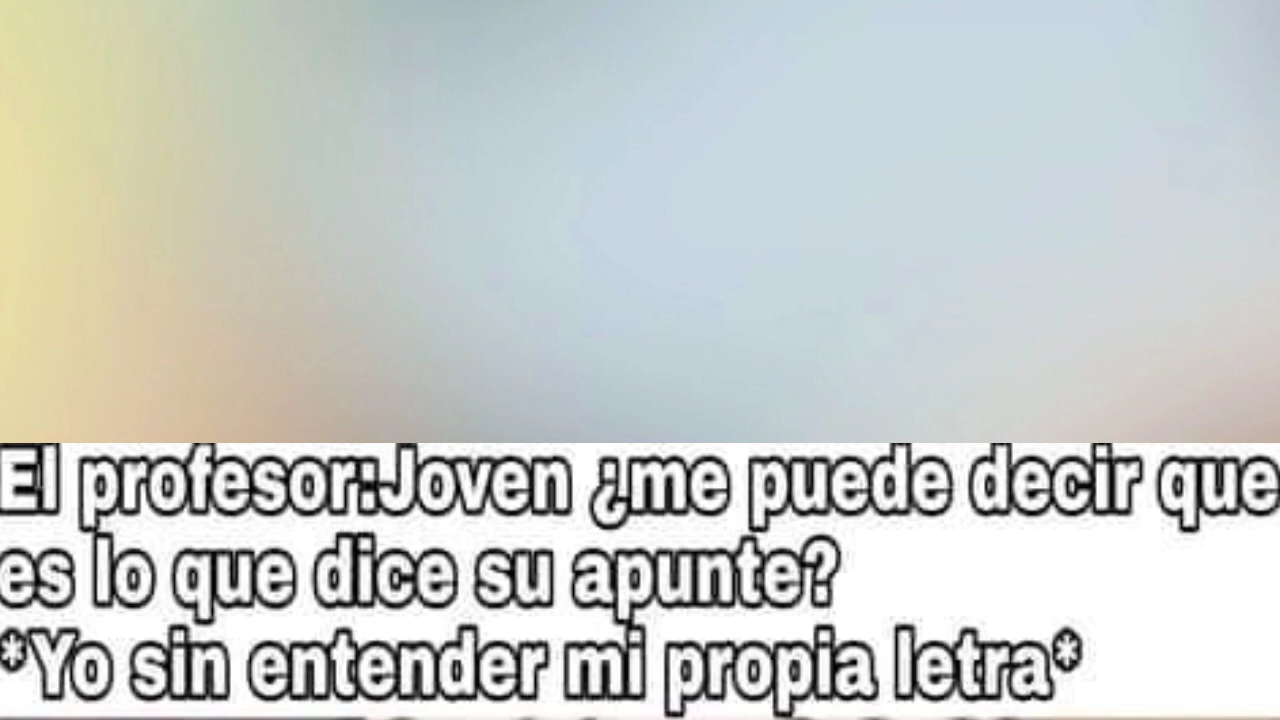 El profesor:Joven ¿me puede decir que
es lo que dice su apunte?
*Yo sin entender mi propia letra*